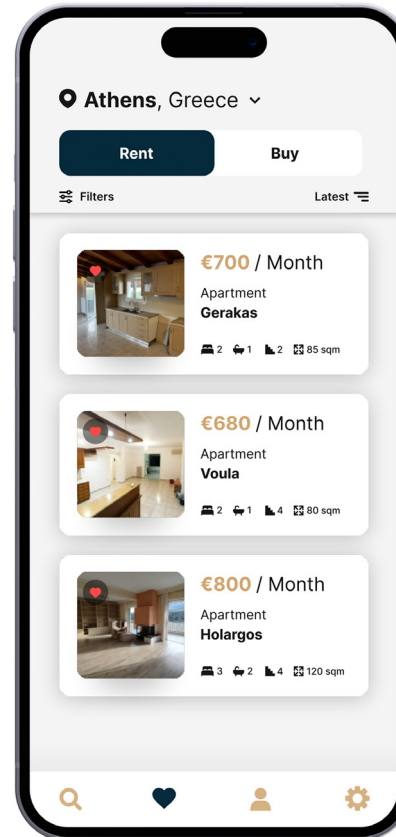 Athens, Greece
Rent
Buy
Filters
Latest
€700 / Month
Apartment
Gerakas
2 1 2 85 sqm
€680 / Month
Apartment
Voula
2 1 4 80 sqm
€800 / Month
Apartment
Holargos
3 2 4 120 sqm